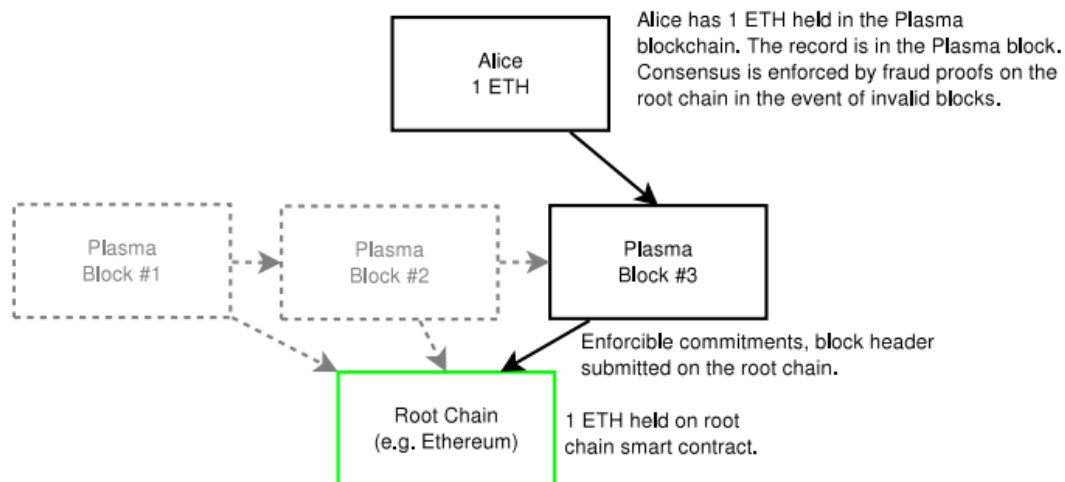 Alice has 1 ETH held in the Plasma
blockchain. The record is in the Plasma block.
Consensus is enforced by fraud proofs on the
root chain in the event of invalid blocks.
Alice
1 ETH
Plasma
Block #1
Plasma
Block #2
Plasma
Block #3
Enforcible commitments, block header
submitted on the root chain.
Root Chain
(e.g. Ethereum)
1 ETH held on root
chain smart contract.